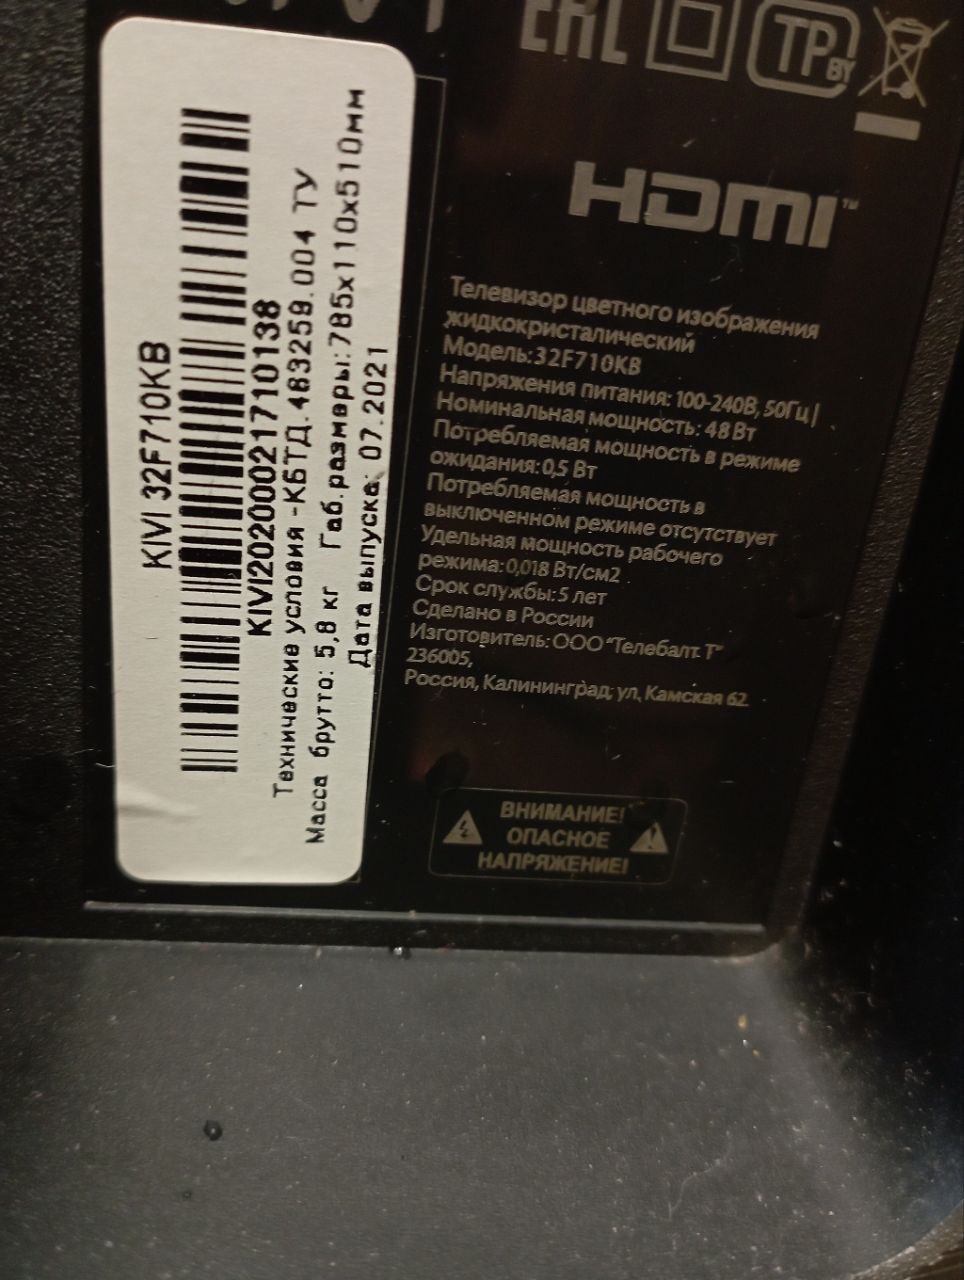 KIVI 32F710KB
KIVI2020002171O138
Технические условия -КБТД.483259.004 ТУ
Масса брутто: 5,8 кг Габ.размеры:785х110х510мм
Дата выпуска: 07.2021
EAC
TP BY
HDMI™
Телевизор цветного изображения
жидкокристалический
Модель:32F710KB
Напряжения питания: 100-240В, 50Гц
Номинальная мощность: 48 Вт
Потребляемая мощность в режиме
ожидания: 0,5 Вт
Потребляемая мощность в
выключенном режиме отсутствует
Удельная мощность рабочего
режима: 0,018 Вт/см2
Срок службы: 5 лет
Сделано в России
Изготовитель: ООО "Телебалт Т"
236005,
Россия, Калининград, ул, Камская 62
ВНИМАНИЕ!
ОПАСНОЕ
НАПРЯЖЕНИЕ!